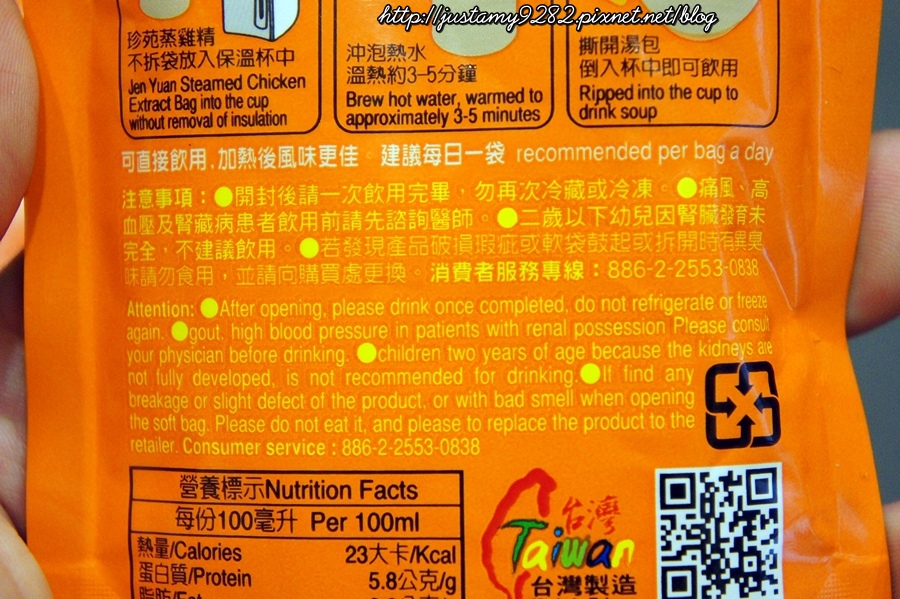 http://justamy9282.pixnet.net/blog
珍苑蒸雞精
不拆袋放入保溫杯中
Jen Yuan Steamed Chicken
Extract Bag into the cup
without removal of insulation
沖泡熱水
溫熱約3-5分鐘
Brew hot water, warmed to
approximately 3-5 minutes
撕開湯包
倒入杯中即可飲用
Ripped into the cup to
drink soup
可直接飲用，加熱後風味更佳 建議每日一袋 recommended per bag a day
注意事項：●開封後請一次飲用完畢，勿再次冷藏或冷凍。●痛風、高
血壓及腎臟病患者飲用前請先諮詢醫師。●二歲以下幼兒因腎臟發育未
完全，不建議飲用。●若發現產品破損瑕疵或軟袋鼓起或拆開時有異臭
味請勿食用，並請向購買處更換。消費者服務專線：886-2-2553-0838
Attention: ●After opening, please drink once completed, do not refrigerate or freeze
again. ●gout, high blood pressure in patients with renal possession Please consult
your physician before drinking. ●children two years of age because the kidneys are
not fully developed, is not recommended for drinking. ●If find any
breakage or slight defect of the product, or with bad smell when opening
the soft bag. Please do not eat it, and please to replace the product to the
retailer. Consumer service : 886-2-2553-0838
營養標示Nutrition Facts
每份100毫升 Per 100ml
熱量/Calories 23大卡/Kcal
蛋白質/Protein 5.8公克/g
台灣
Taiwan
台灣製造